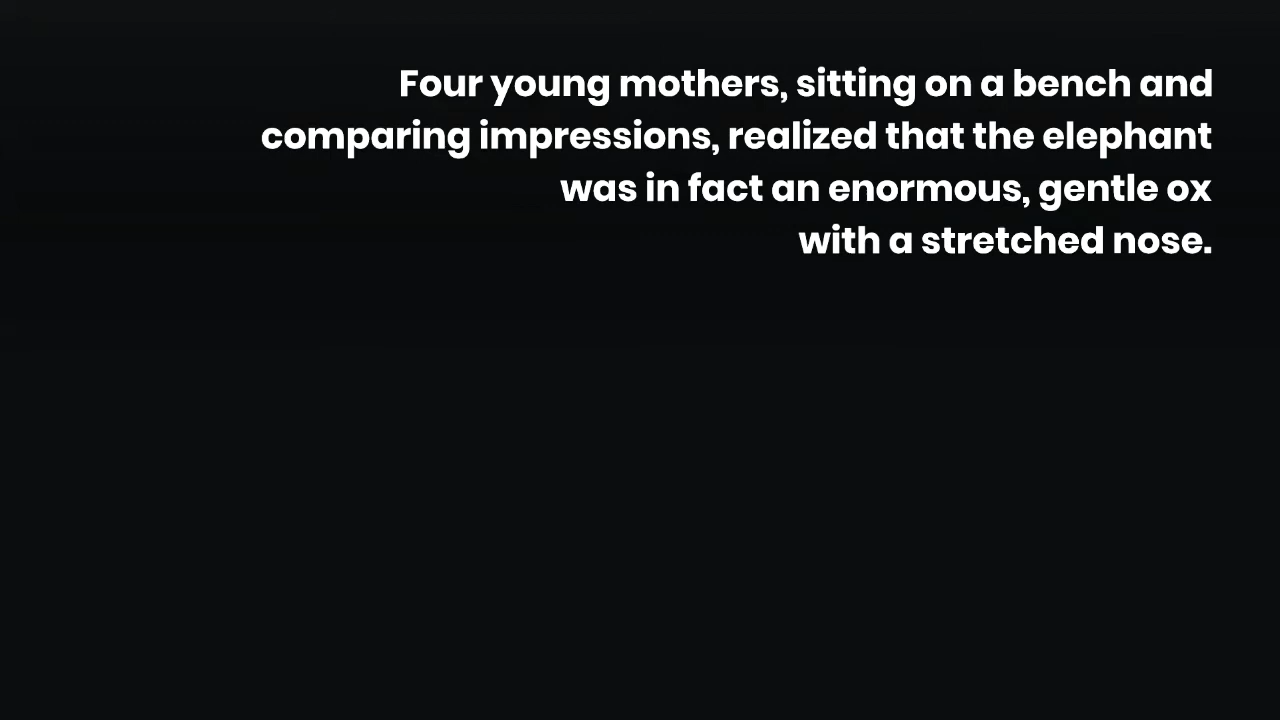 Four young mothers, sitting on a bench and
comparing impressions, realized that the elephant
was in fact an enormous, gentle ox
with a stretched nose.